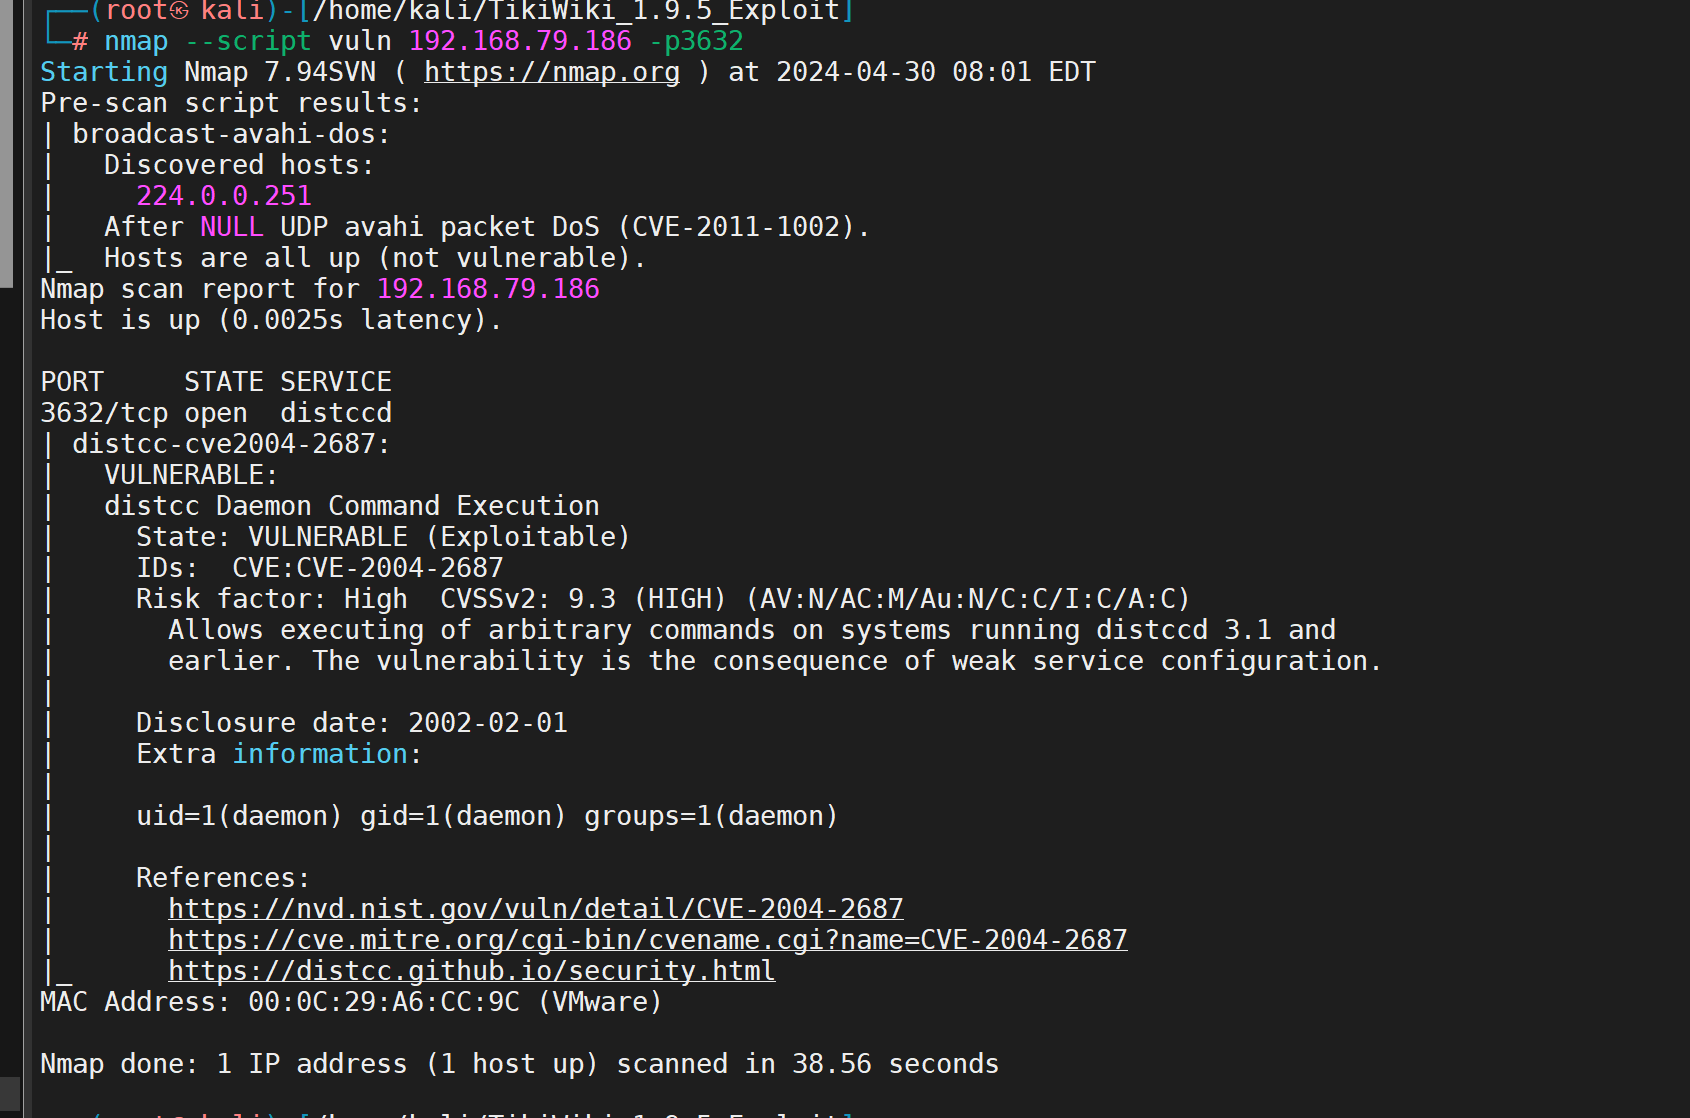 ┌──(root㉿kali)-[/home/kali/TikiWiki_1.9.5_Exploit]
└─# nmap --script vuln 192.168.79.186 -p3632
Starting Nmap 7.94SVN ( https://nmap.org ) at 2024-04-30 08:01 EDT
Pre-scan script results:
| broadcast-avahi-dos:
|   Discovered hosts:
|     224.0.0.251
|   After NULL UDP avahi packet DoS (CVE-2011-1002).
|_  Hosts are all up (not vulnerable).
Nmap scan report for 192.168.79.186
Host is up (0.0025s latency).

PORT     STATE SERVICE
3632/tcp open  distccd
| distcc-cve2004-2687:
|   VULNERABLE:
|   distcc Daemon Command Execution
|     State: VULNERABLE (Exploitable)
|     IDs:  CVE:CVE-2004-2687
|     Risk factor: High  CVSSv2: 9.3 (HIGH) (AV:N/AC:M/Au:N/C:C/I:C/A:C)
|       Allows executing of arbitrary commands on systems running distccd 3.1 and
|       earlier. The vulnerability is the consequence of weak service configuration.
|
|     Disclosure date: 2002-02-01
|     Extra information:
|
|     uid=1(daemon) gid=1(daemon) groups=1(daemon)
|
|     References:
|       https://nvd.nist.gov/vuln/detail/CVE-2004-2687
|       https://cve.mitre.org/cgi-bin/cvename.cgi?name=CVE-2004-2687
|_      https://distcc.github.io/security.html
MAC Address: 00:0C:29:A6:CC:9C (VMware)

Nmap done: 1 IP address (1 host up) scanned in 38.56 seconds

┌──(root㉿kali)-[/home/kali/TikiWiki_1.9.5_Exploit]